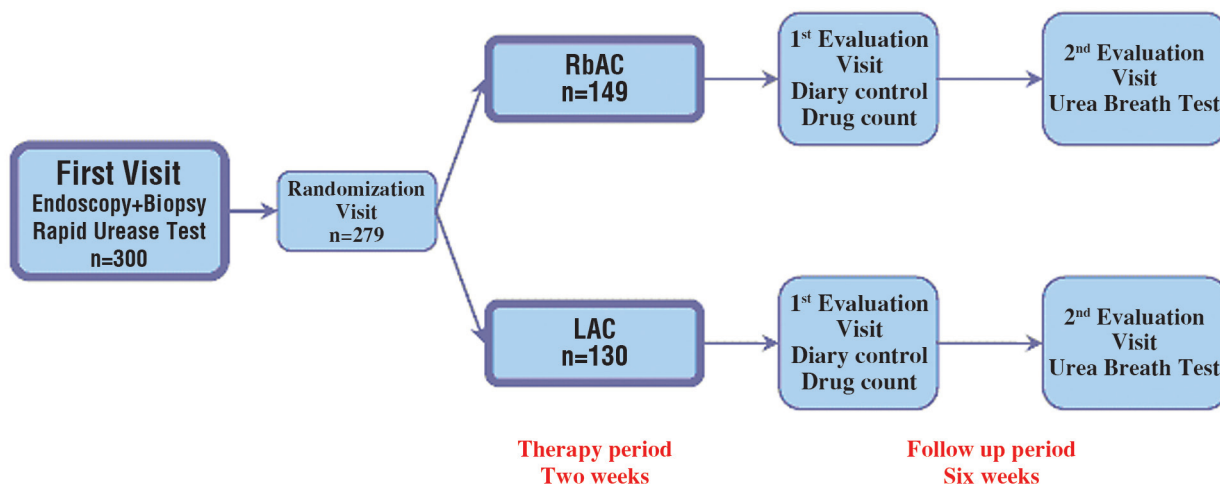 First Visit
Endoscopy+Biopsy
Rapid Urease Test
n=300
Randomization
Visit
n=279
RbAC
n=149
1st Evaluation
Visit
Diary control
Drug count
2nd Evaluation
Visit
Urea Breath Test
LAC
n=130
1st Evaluation
Visit
Diary control
Drug count
2nd Evaluation
Visit
Urea Breath Test
Therapy period
Two weeks
Follow up period
Six weeks